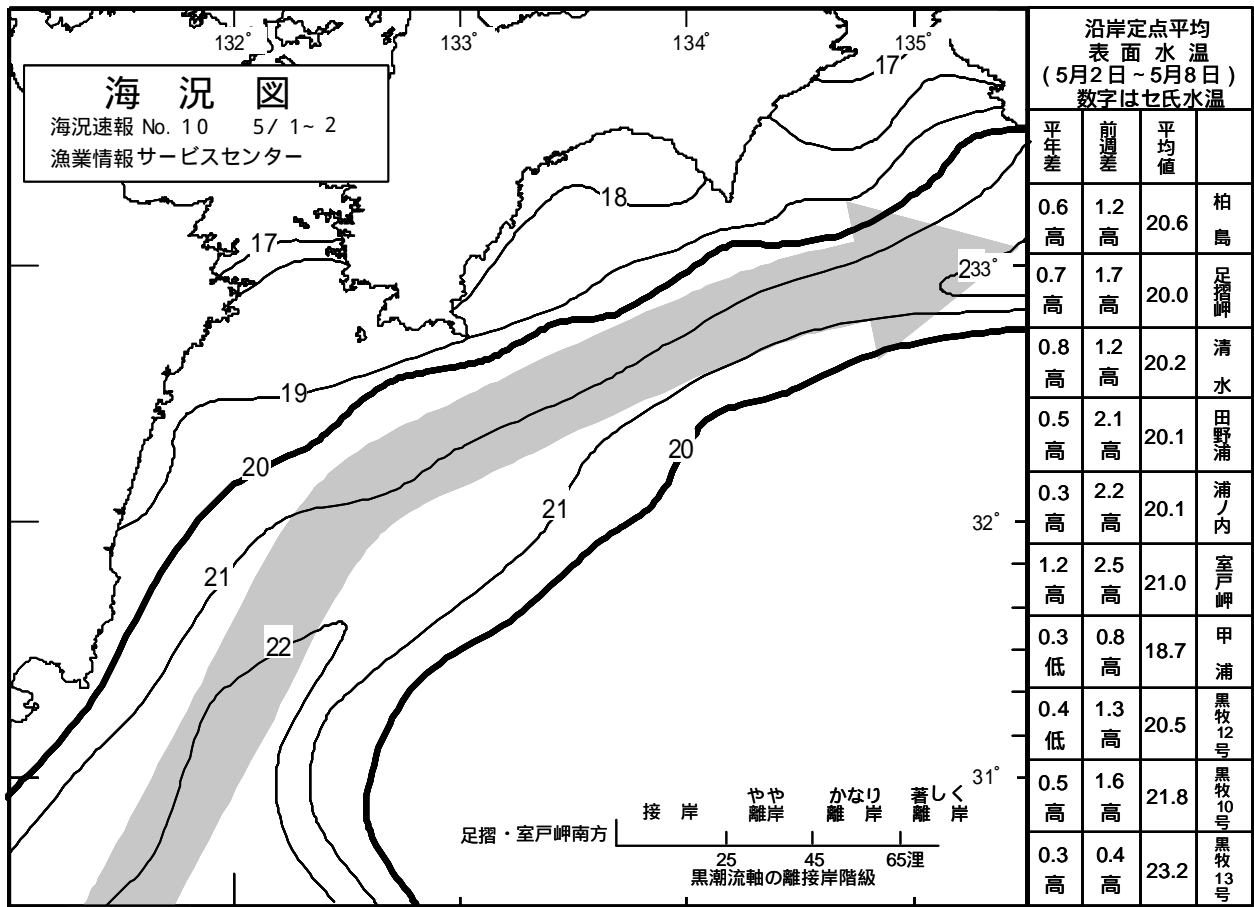 132°
133°
134°
135°
海 況 図
海況速報 No. 10 5/ 1~ 2
漁業情報サービスセンター
17
18
17
233°
19
20
20
21
32°
21
22
31°
接 岸
やや
離岸
かなり
離 岸
著しく
離 岸
足摺・室戸岬南方
25
45
65浬
黒潮流軸の離接岸階級
沿岸定点平均
表 面 水 温
( 5月2日~5月8日 )
数字はセ氏水温
平年差 前週差 平均値
0.6高 1.2高 20.6 柏島
0.7高 1.7高 20.0 足摺岬
0.8高 1.2高 20.2 清水
0.5高 2.1高 20.1 田野浦
0.3高 2.2高 20.1 浦ノ内
1.2高 2.5高 21.0 室戸岬
0.3低 0.8高 18.7 甲浦
0.4低 1.3高 20.5 黒牧12号
0.5高 1.6高 21.8 黒牧10号
0.3高 0.4高 23.2 黒牧13号